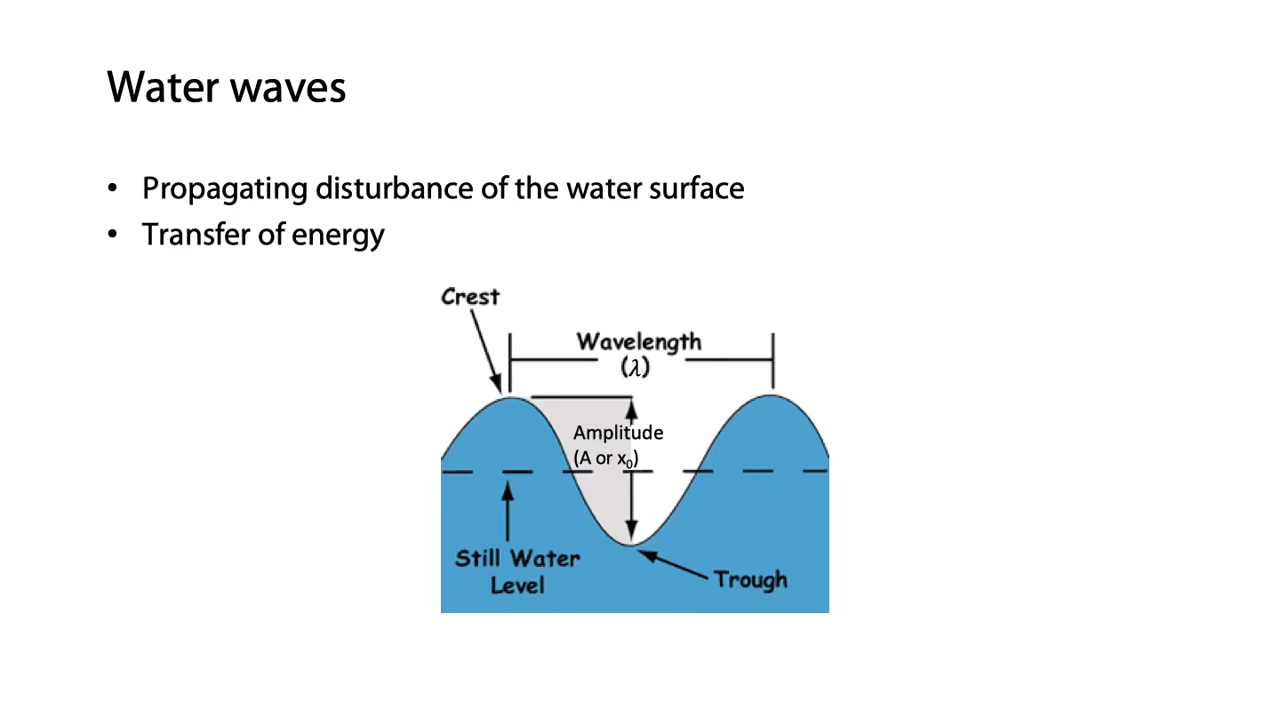 Water waves
• Propagating disturbance of the water surface
• Transfer of energy
Crest
Wavelength
(λ)
Amplitude
(A or x₀)
Still Water
Level
Trough